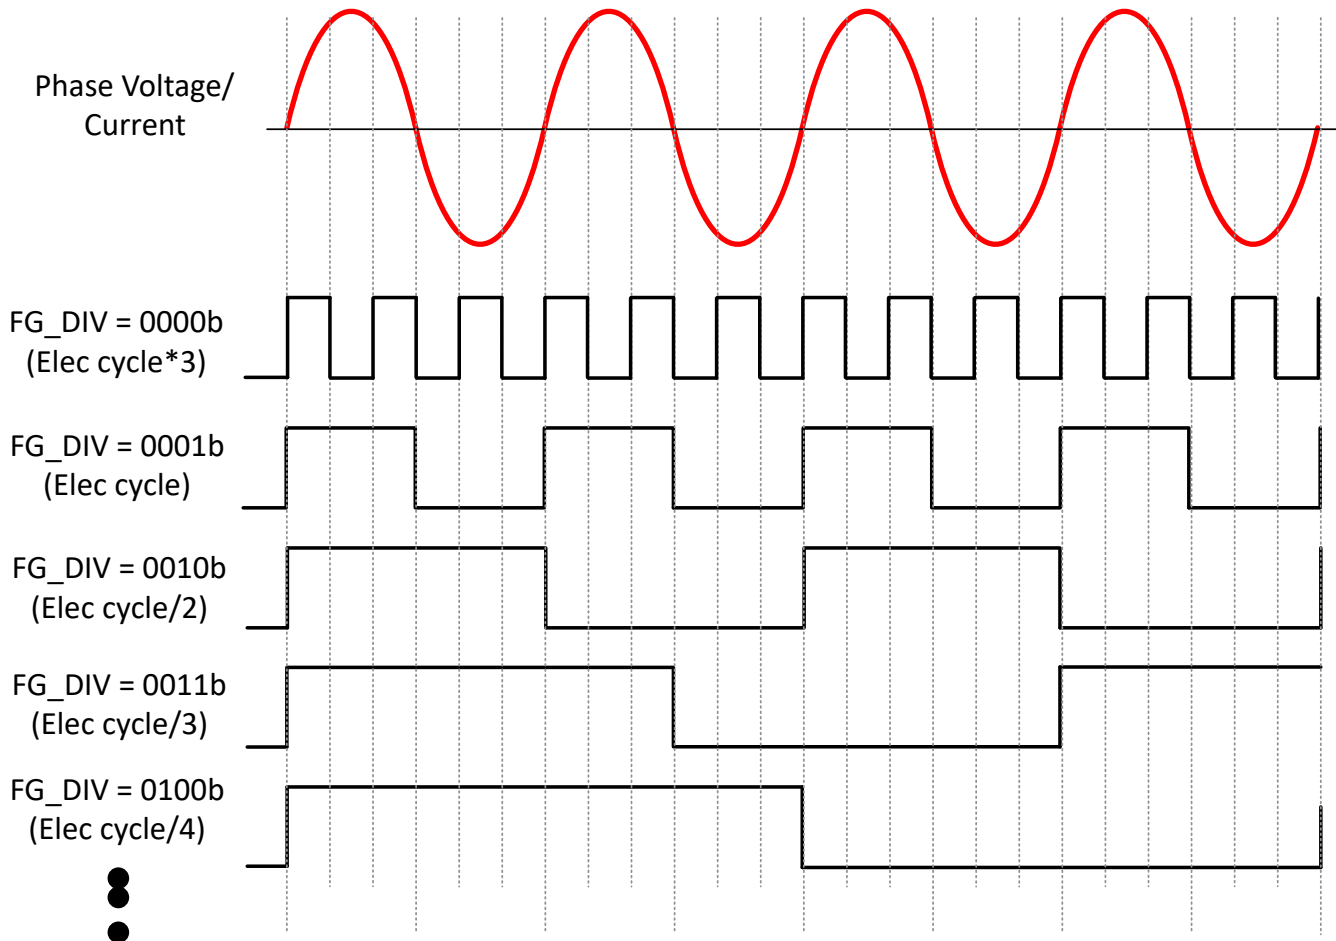 Phase Voltage/
Current
FG_DIV = 0000b
(Elec cycle*3)
FG_DIV = 0001b
(Elec cycle)
FG_DIV = 0010b
(Elec cycle/2)
FG_DIV = 0011b
(Elec cycle/3)
FG_DIV = 0100b
(Elec cycle/4)